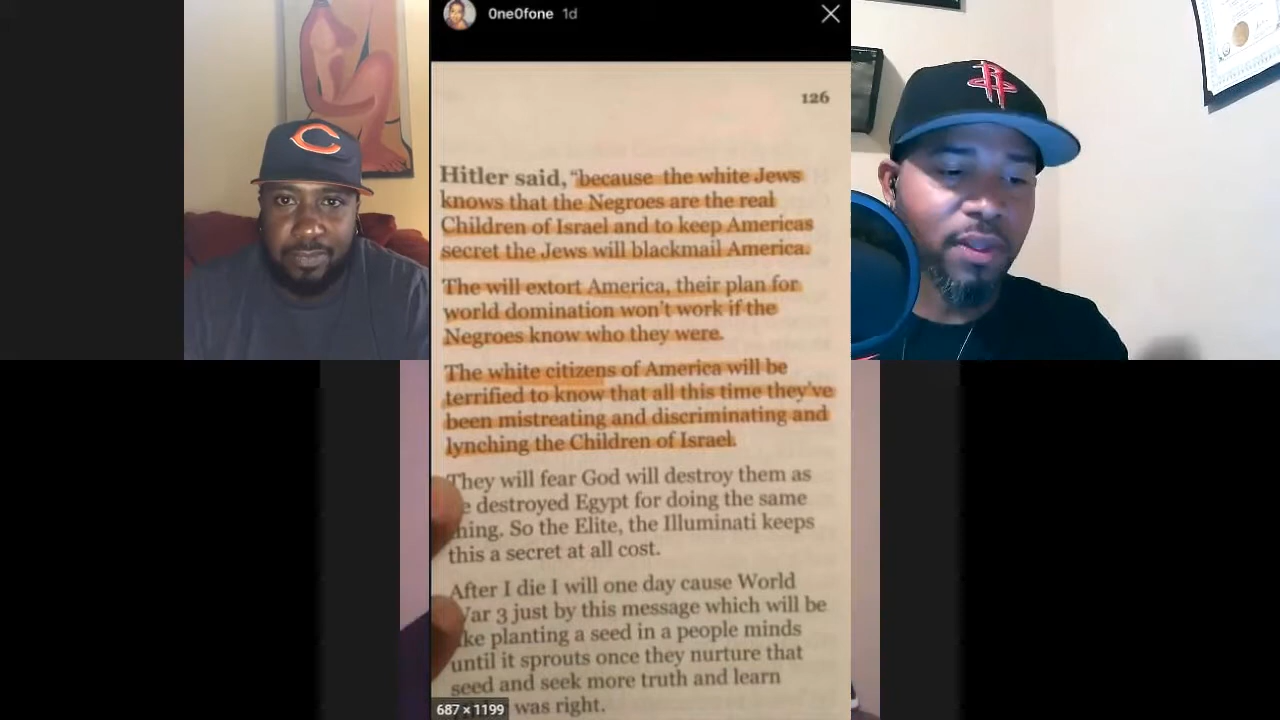 0ne0fone 1d
126
Hitler said, "because the white Jews
knows that the Negroes are the real
Children of Israel and to keep Americas
secret the Jews will blackmail America.
The will extort America, their plan for
world domination won't work if the
Negroes know who they were.
The white citizens of America will be
terrified to know that all this time they've
been mistreating and discriminating and
lynching the Children of Israel.
They will fear God will destroy them as
e destroyed Egypt for doing the same
hing. So the Elite, the Illuminati keeps
this a secret at all cost.
After I die I will one day cause World
War 3 just by this message which will be
ike planting a seed in a people minds
until it sprouts once they nurture that
seed and seek more truth and learn
was right.
687 × 1199
C
R